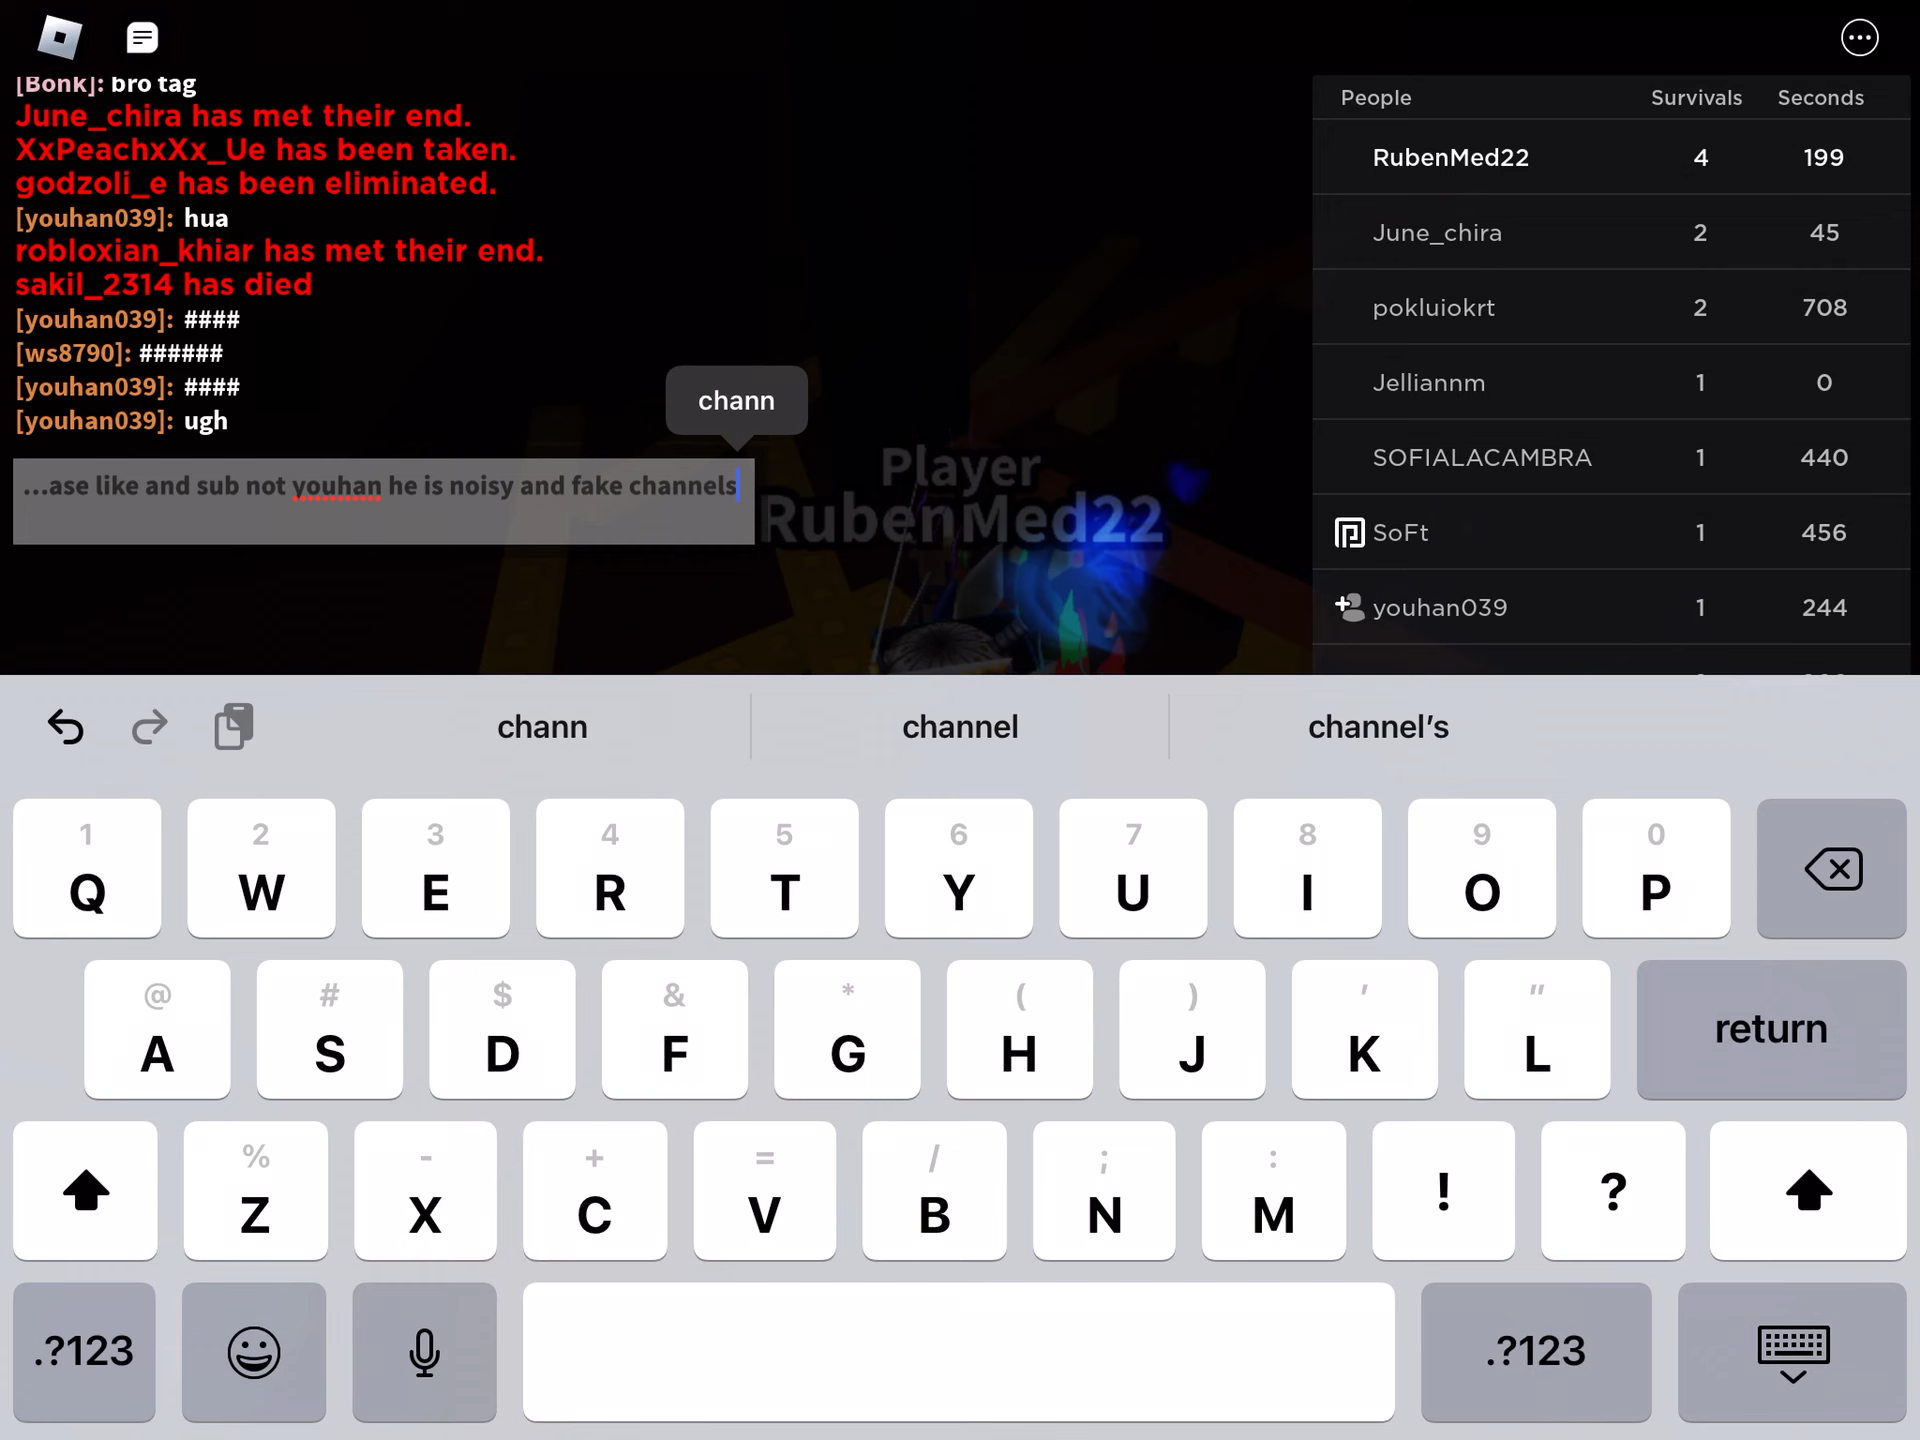 [Bonk]: bro tag
June_chira has met their end.
XxPeachxXx_Ue has been taken.
godzoli_e has been eliminated.
[youhan039]: hua
robloxian_khiar has met their end.
sakil_2314 has died
[youhan039]: ####
[ws8790]: ######
[youhan039]: ####
[youhan039]: ugh
chann
...ase like and sub not youhan he is noisy and fake channels
Player
RubenMed22
People Survivals Seconds
RubenMed22 4 199
June_chira 2 45
pokluiokrt 2 708
Jelliannm 1 0
SOFIALACAMBRA 1 440
SoFt 1 456
youhan039 1 244
chann channel channel's
1 2 3 4 5 6 7 8 9 0
Q W E R T Y U I O P
@ # $ & * ( ) ' "
A S D F G H J K L return
% - + = / ; :
Z X C V B N M ! ?
.?123 .?123